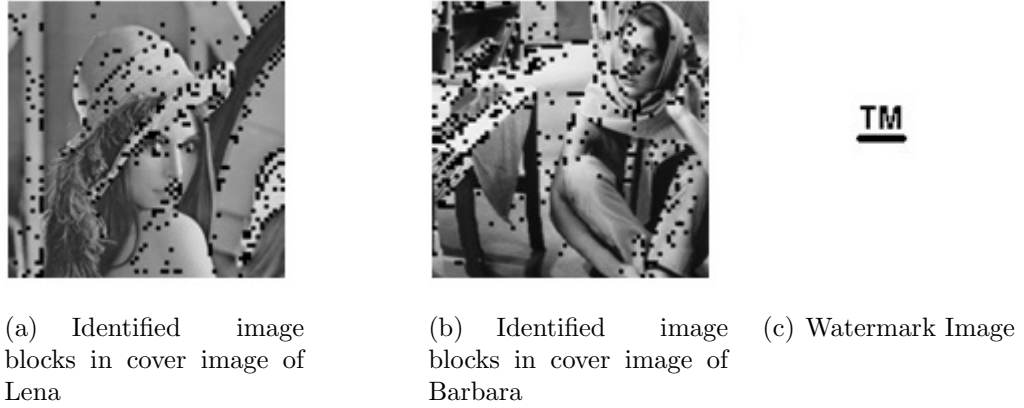 TM
(a) Identified image
blocks in cover image of
Lena
(b) Identified image
blocks in cover image of
Barbara
(c) Watermark Image